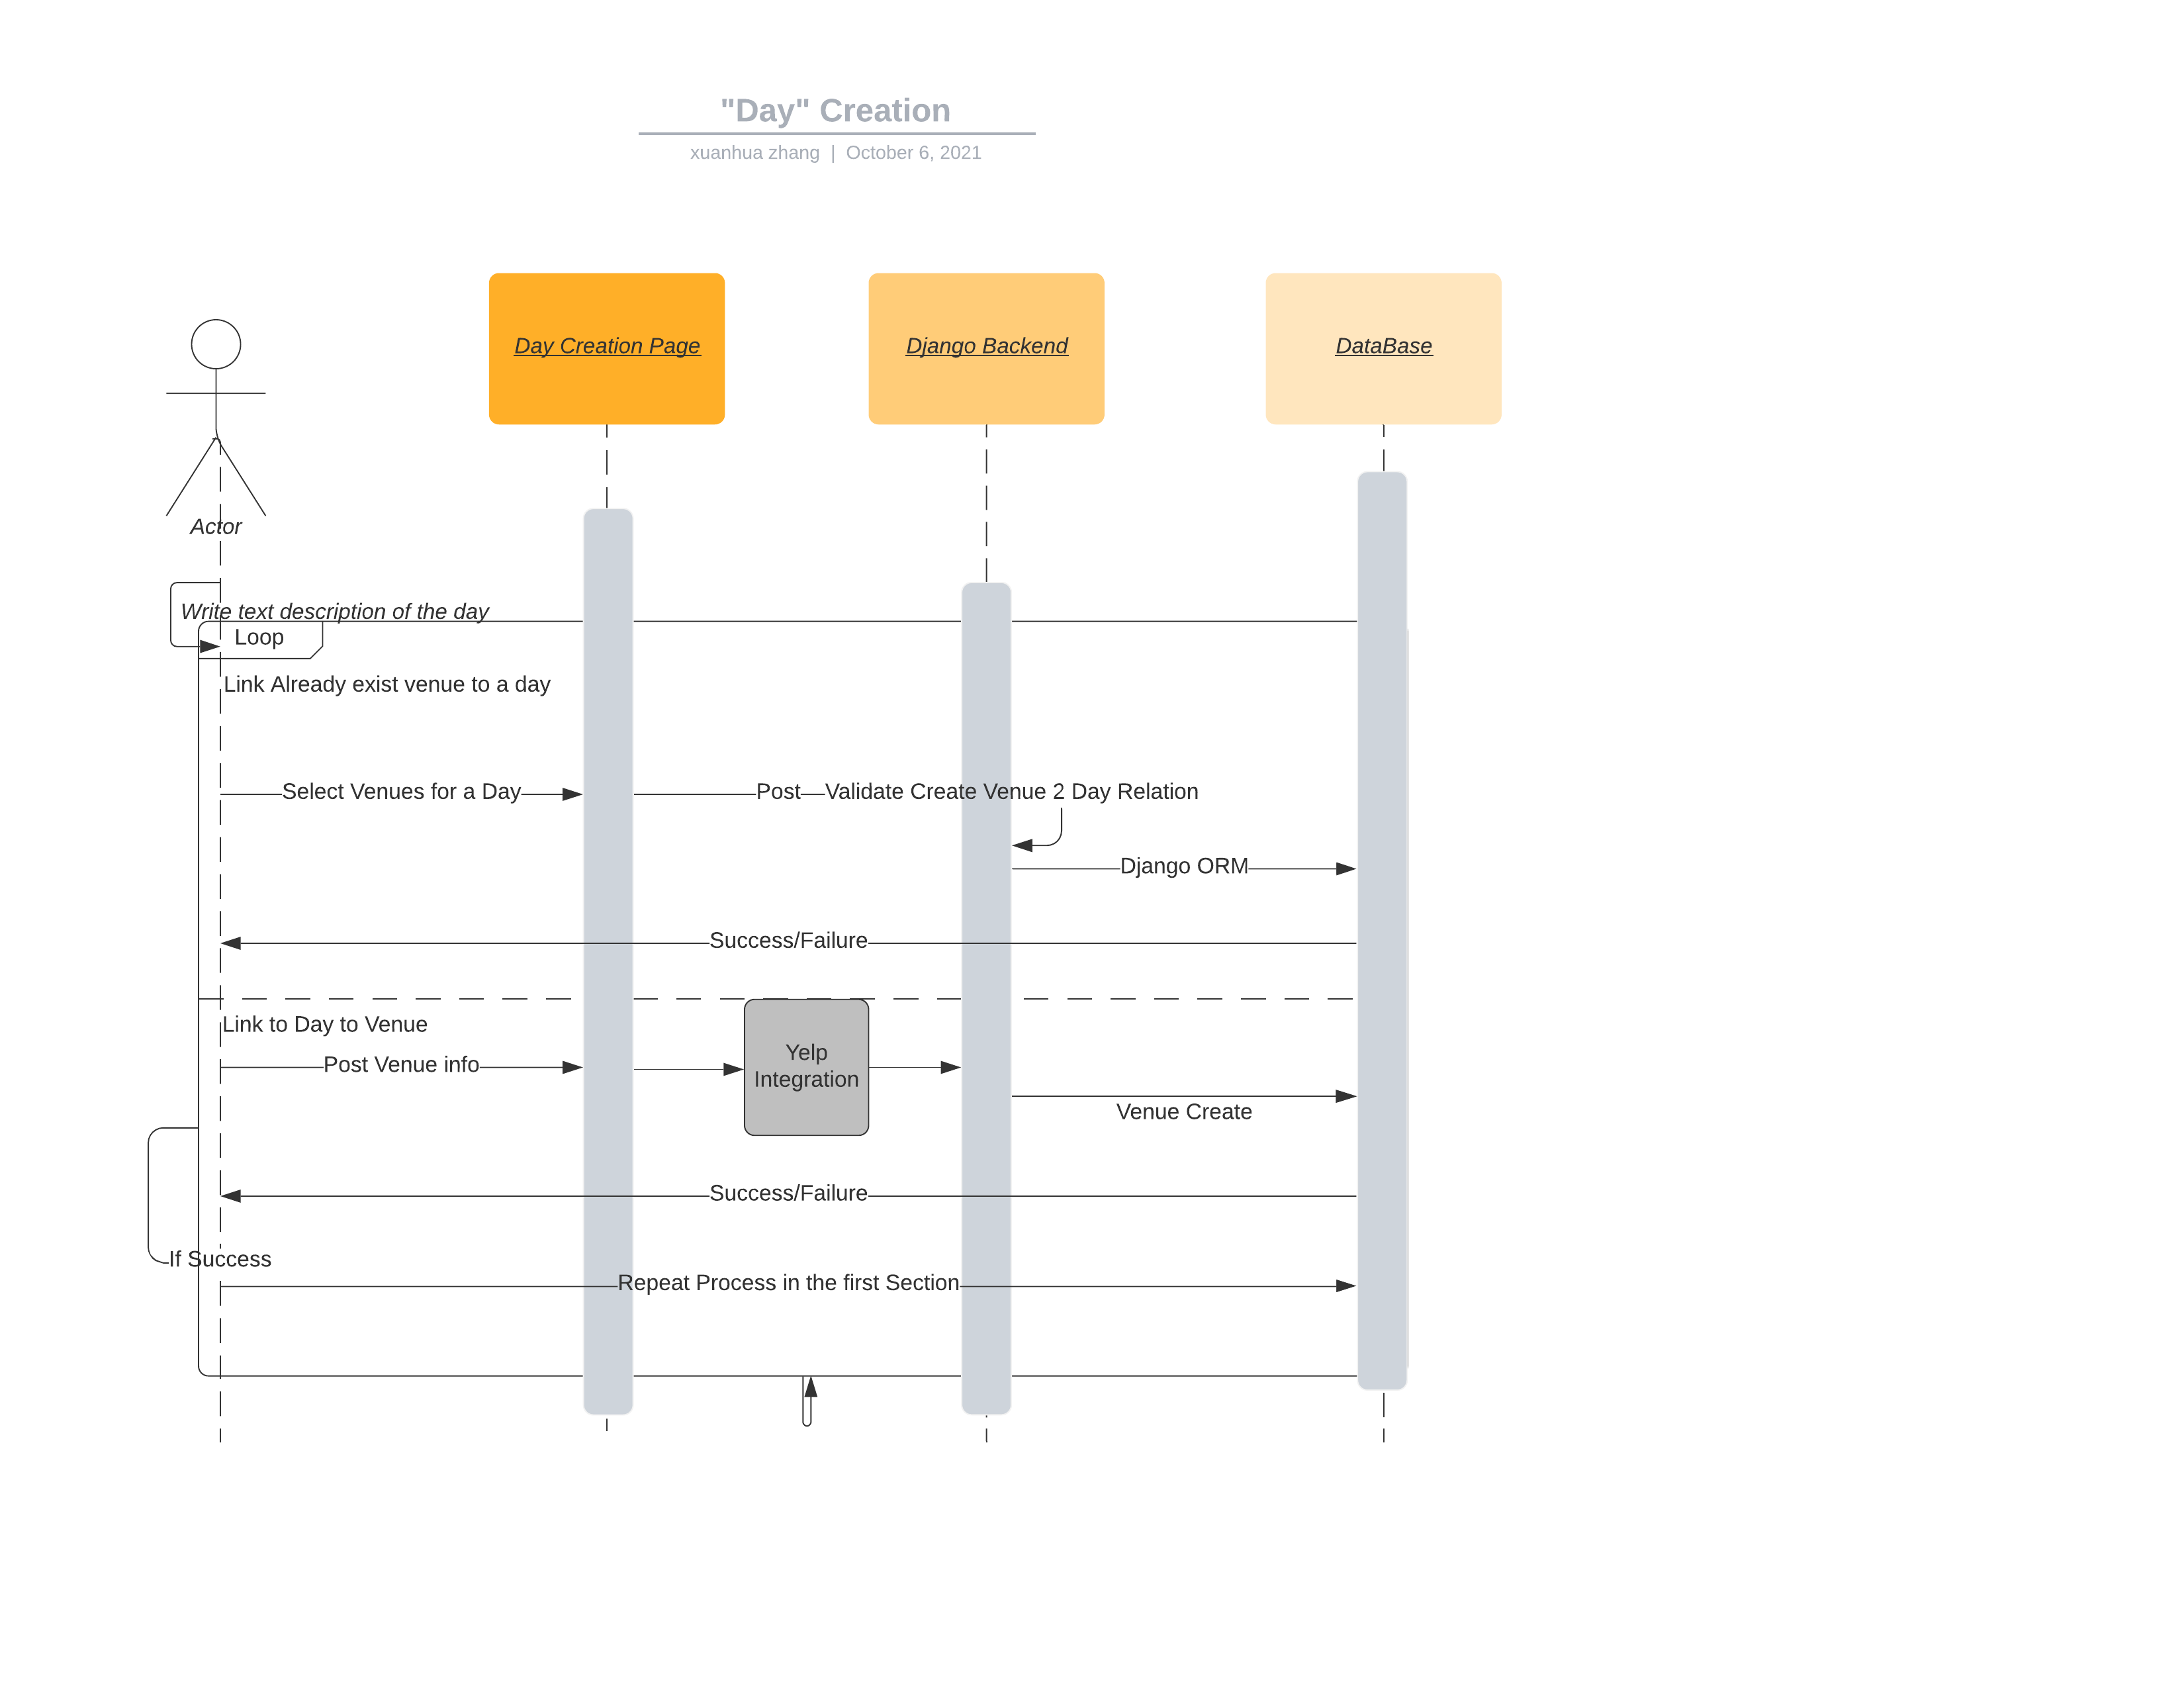 "Day" Creation
xuanhua zhang | October 6, 2021
Day Creation Page
Django Backend
DataBase
Actor
Write text description of the day
Loop
Link Already exist venue to a day
Select Venues for a Day
Post
Validate Create Venue 2 Day Relation
Django ORM
Success/Failure
Link to Day to Venue
Post Venue info
Yelp
Integration
Venue Create
Success/Failure
If Success
Repeat Process in the first Section